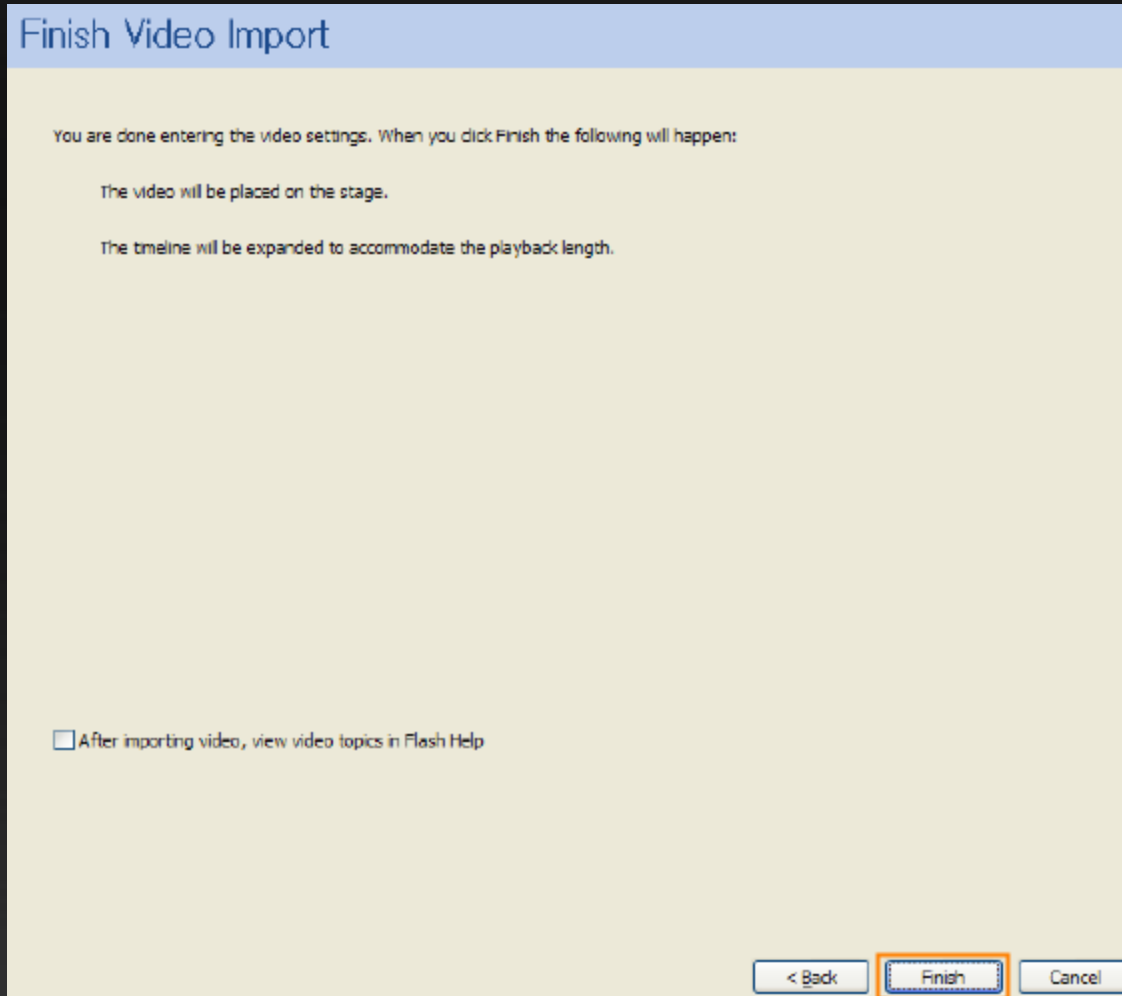 Finish Video Import
You are done entering the video settings. When you click Finish the following will happen:
The video will be placed on the stage.
The timeline will be expanded to accommodate the playback length.
After importing video, view video topics in Flash Help
< Back
Finish
Cancel